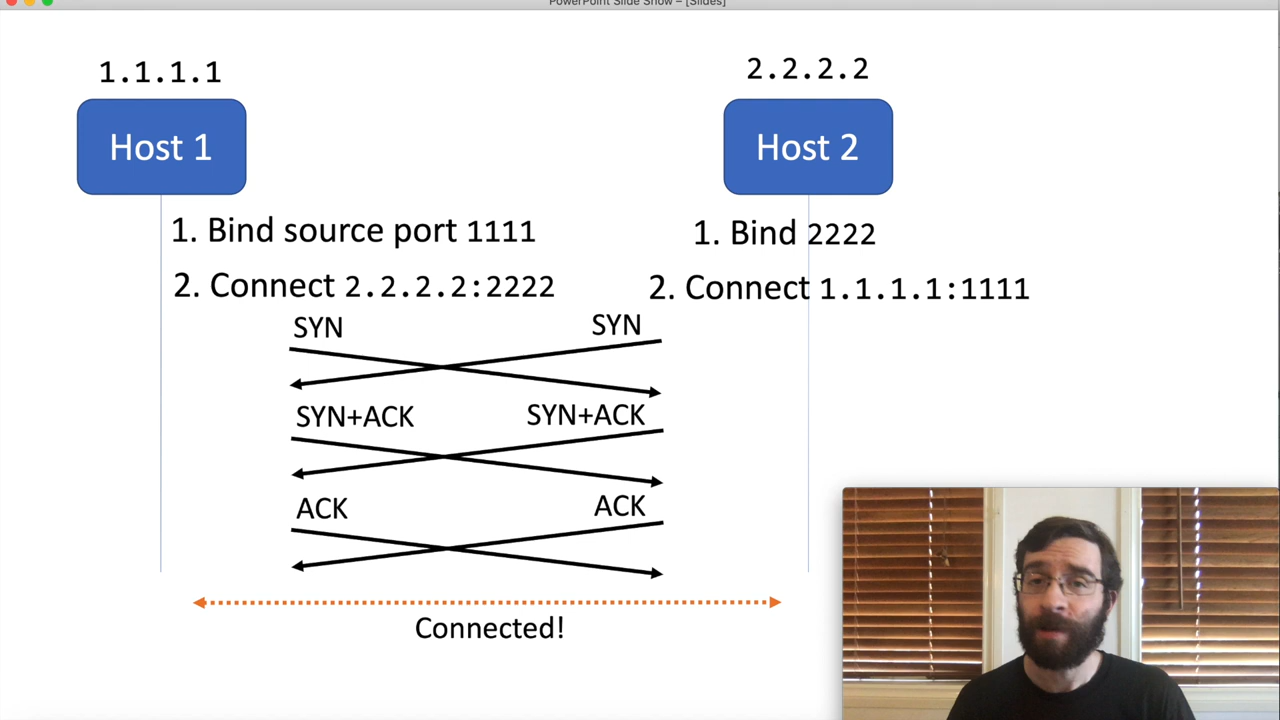 PowerPoint Slide Show – [Slides]
1.1.1.1
2.2.2.2
Host 1
Host 2
1. Bind source port 1111
1. Bind 2222
2. Connect 2.2.2.2:2222
2. Connect 1.1.1.1:1111
SYN
SYN
SYN+ACK
SYN+ACK
ACK
ACK
Connected!